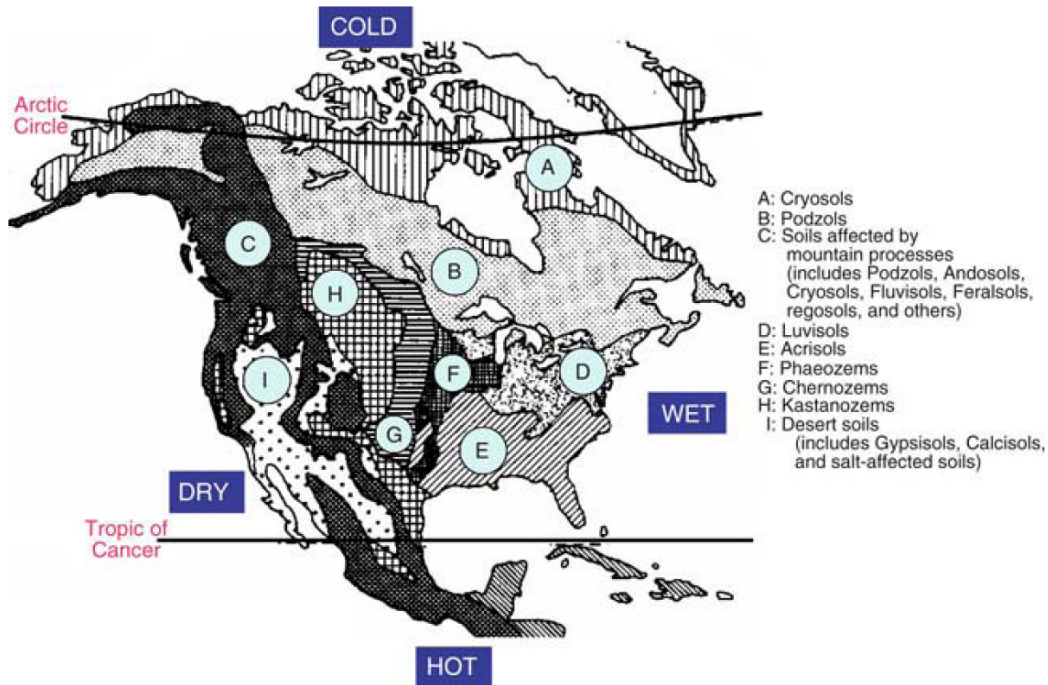 COLD
Arctic
Circle
A
C
B
H
I
F
D
G
E
WET
DRY
Tropic of
Cancer
HOT
A: Cryosols
B: Podzols
C: Soils affected by
mountain processes
(includes Podzols, Andosols,
Cryosols, Fluvisols, Feralsols,
regosols, and others)
D: Luvisols
E: Acrisols
F: Phaeozems
G: Chernozems
H: Kastanozems
I: Desert soils
(includes Gypsisols, Calcisols,
and salt-affected soils)